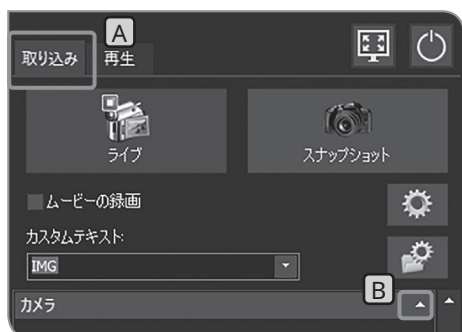 A
取り込み 再生
ライブ スナップショット
ムービーの録画
カスタムテキスト:
IMG
B
カメラ